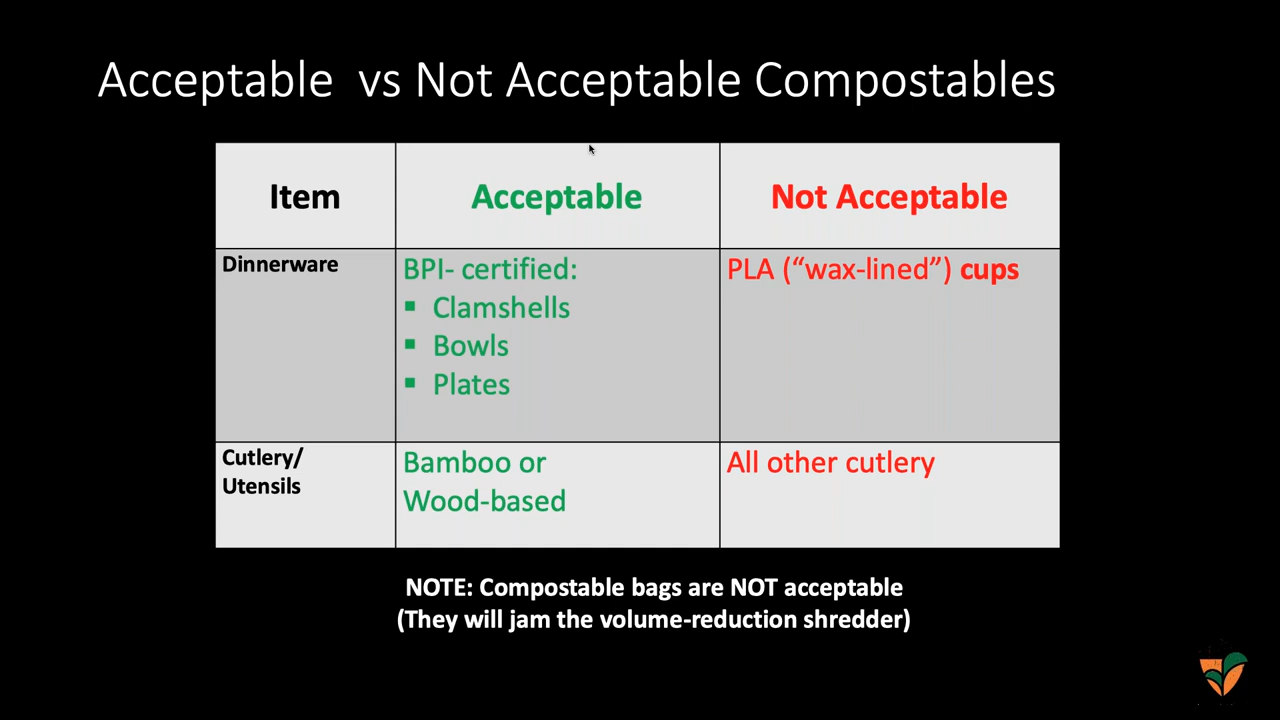 Acceptable  vs Not Acceptable Compostables
Item
Acceptable
Not Acceptable
Dinnerware
BPI- certified:
▪ Clamshells
▪ Bowls
▪ Plates
PLA (“wax-lined”) cups
Cutlery/
Utensils
Bamboo or
Wood-based
All other cutlery
NOTE: Compostable bags are NOT acceptable
(They will jam the volume-reduction shredder)